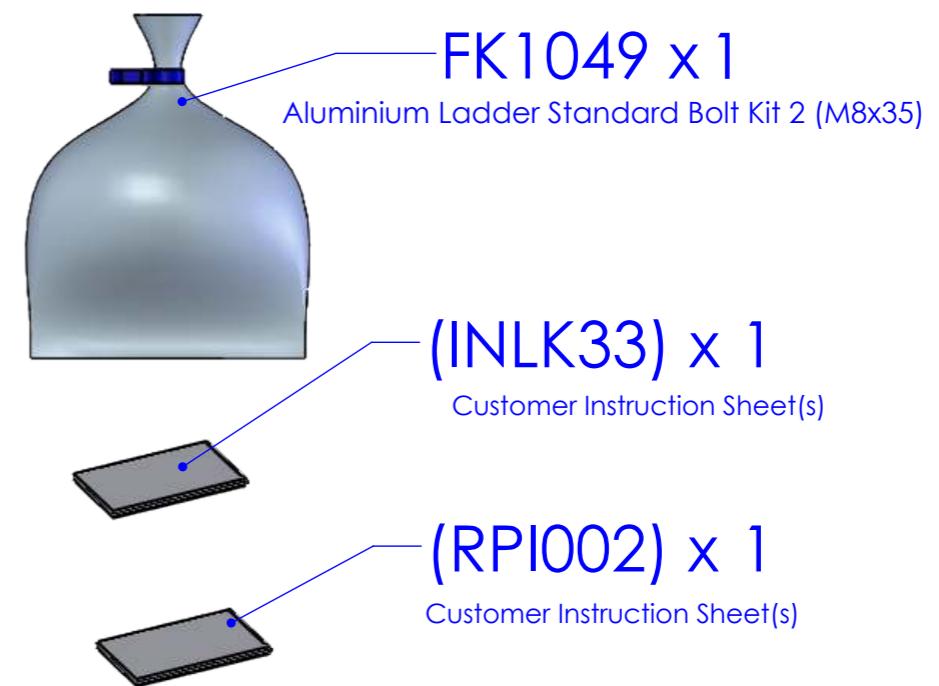 FK1049 x 1
Aluminium Ladder Standard Bolt Kit 2 (M8x35)
(INLK33) x 1
Customer Instruction Sheet(s)
(RPI002) x 1
Customer Instruction Sheet(s)